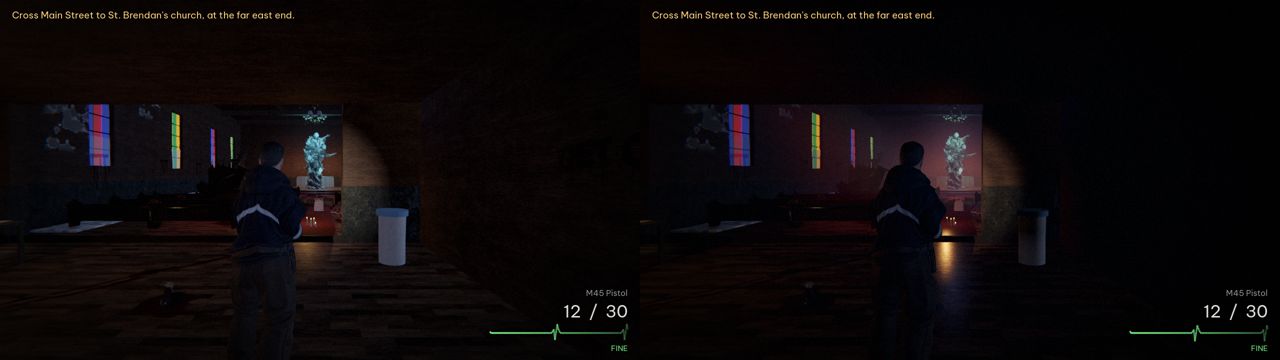 Cross Main Street to St. Brendan's church, at the far east end.
M45 Pistol
12 / 30
FINE
Cross Main Street to St. Brendan's church, at the far east end.
M45 Pistol
12 / 30
FINE